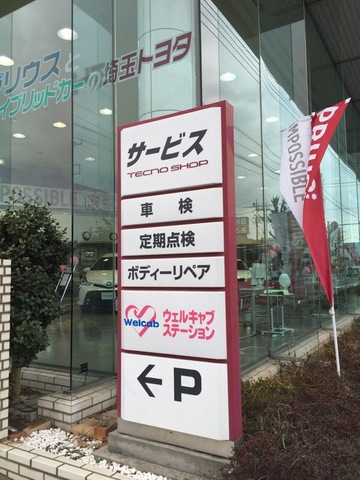 プリウスと
イブリッドカーの埼玉トヨタ
サービス
TECNO SHOP
車検
定期点検
ボディーリペア
Welcab
ウェルキャブ
ステーション
←P
IMPOSSIBLE
PRIUS!